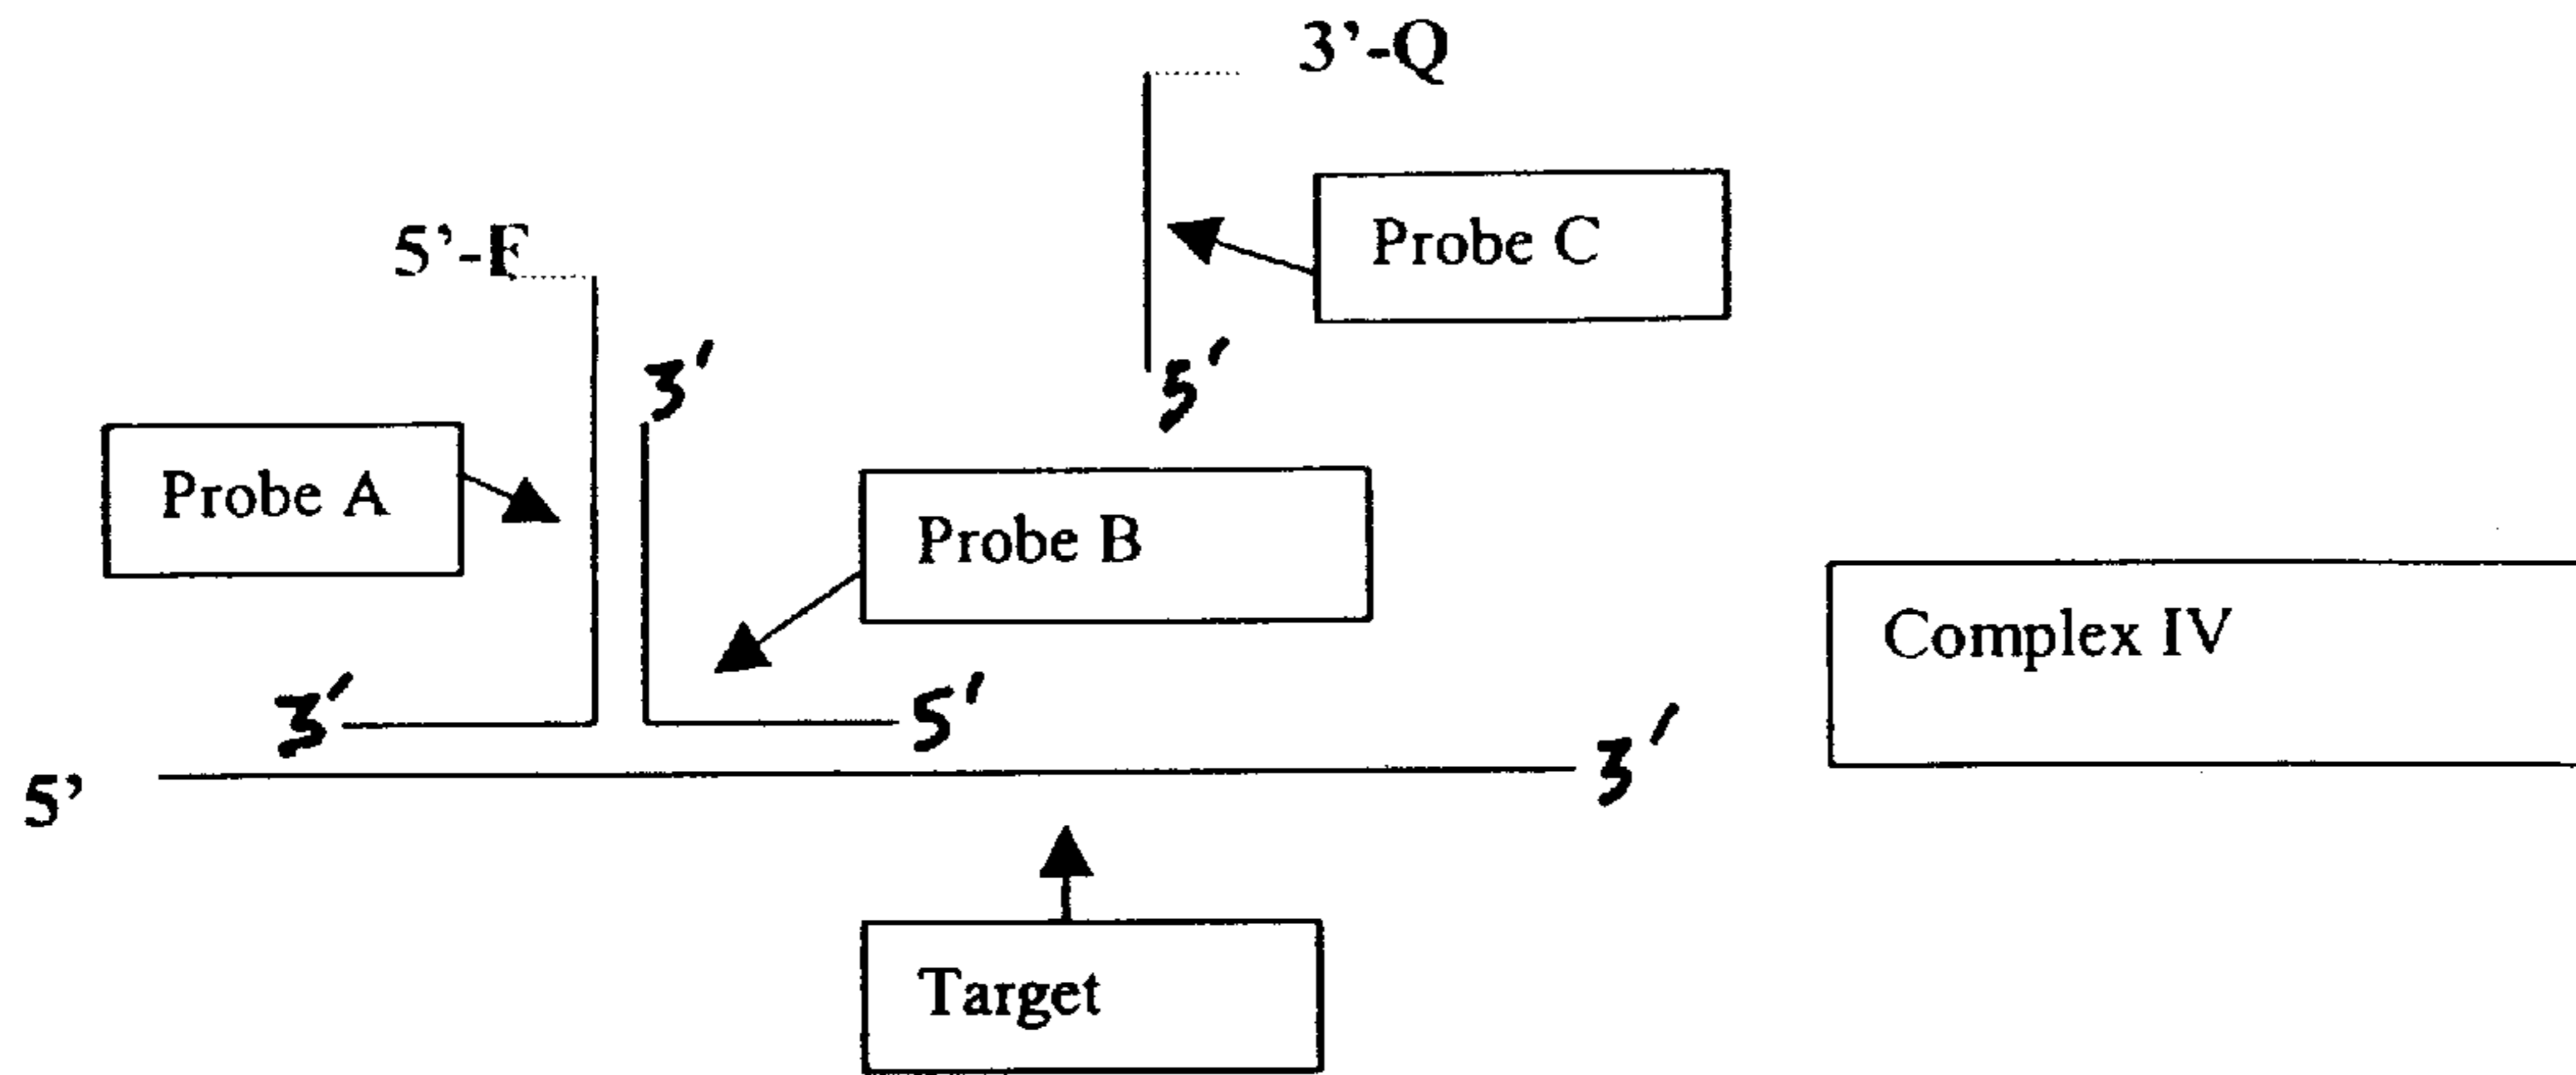 3’-Q
Probe C
5’-F
3'
5'
Probe A
Probe B
Complex IV
3'
5'
3'
5’
Target